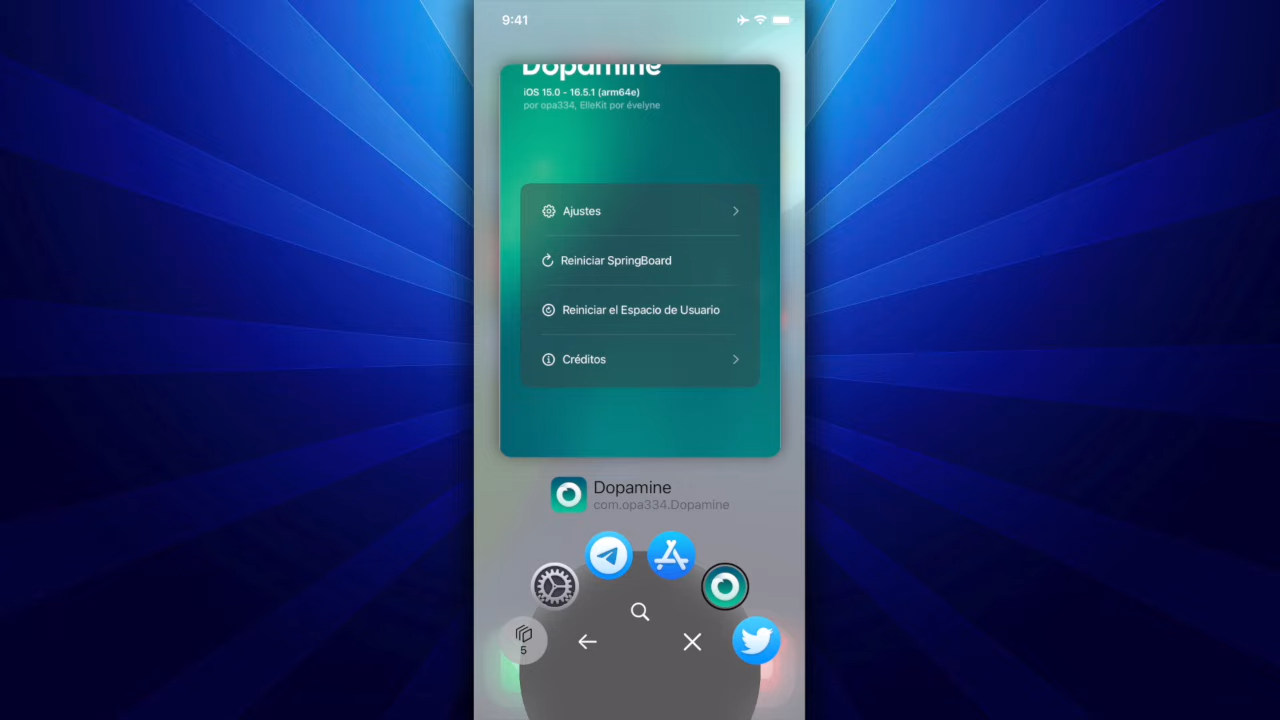 9:41
Dopamine
iOS 15.0 - 16.5.1 (arm64e)
por opa334, ElleKit por évelyne
Ajustes
Reiniciar SpringBoard
Reiniciar el Espacio de Usuario
Créditos
Dopamine
com.opa334.Dopamine
5